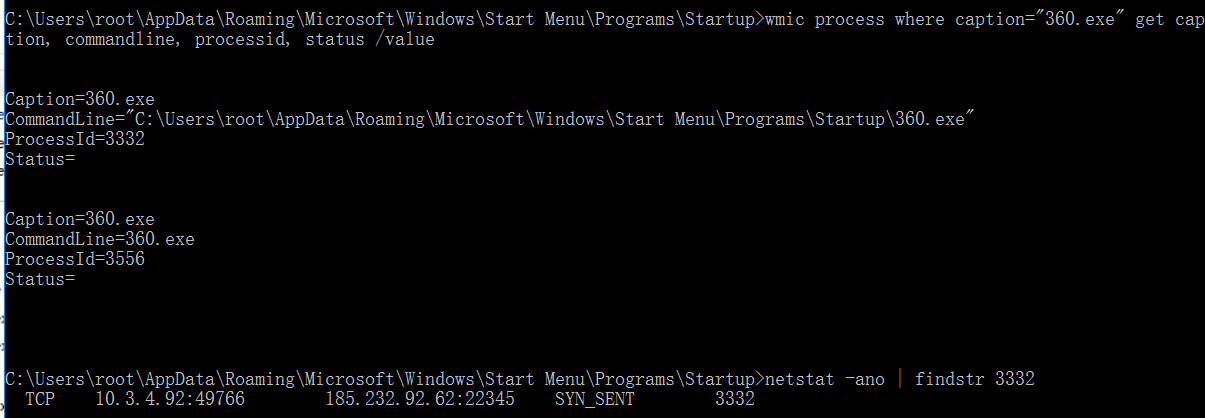 C:\Users\root\AppData\Roaming\Microsoft\Windows\Start Menu\Programs\Startup>wmic process where caption="360.exe" get cap
tion, commandline, processid, status /value
Caption=360.exe
CommandLine="C:\Users\root\AppData\Roaming\Microsoft\Windows\Start Menu\Programs\Startup\360.exe"
ProcessId=3332
Status=
Caption=360.exe
CommandLine=360.exe
ProcessId=3556
Status=
C:\Users\root\AppData\Roaming\Microsoft\Windows\Start Menu\Programs\Startup>netstat -ano | findstr 3332
TCP 10.3.4.92:49766 185.232.92.62:22345 SYN_SENT 3332